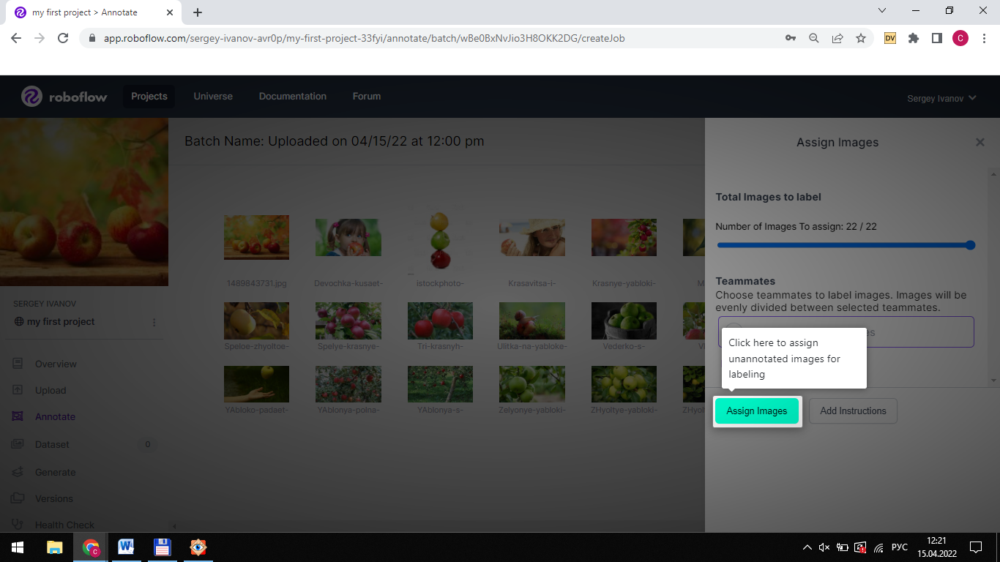 my first project > Annotate
app.roboflow.com/sergey-ivanov-avr0p/my-first-project-33fyi/annotate/batch/wBe0BxNvJio3H8OKK2DG/createJob
DV
C
roboflow
Projects
Universe
Documentation
Forum
Sergey Ivanov
Batch Name: Uploaded on 04/15/22 at 12:00 pm
SERGEY IVANOV
my first project
Overview
Upload
Annotate
Dataset
0
Generate
Versions
Health Check
1489843731.jpg
Devochka-kusaet-
istockphoto-
Krasavitsa-i-
Krasnye-yabloki-
Speloe-zhyoltoe-
Spelye-krasnye-
Tri-krasnyh-
Ulitka-na-yabloke-
Vederko-s-
YAbloko-padaet-
YAblonya-polna-
YAblonya-s-
Zelyonye-yabloki-
ZHyoltye-yabloki-
Assign Images
Total Images to label
Number of Images To assign: 22 / 22
Teammates
Choose teammates to label images. Images will be
evenly divided between selected teammates.
Click here to assign
unannotated images for
labeling
Assign Images
Add Instructions
C
РУС
12:21
15.04.2022